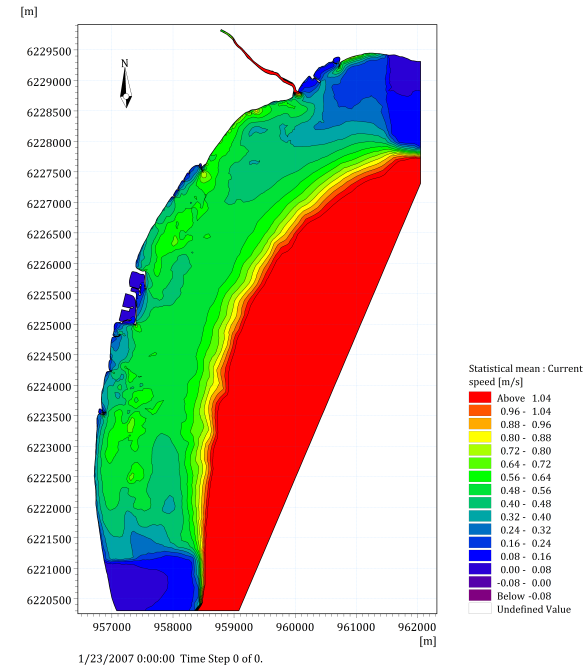 [m]
6229500
6229000
6228500
6228000
6227500
6227000
6226500
6226000
6225500
6225000
6224500
6224000
6223500
6223000
6222500
6222000
6221500
6221000
6220500
N
957000 958000 959000 960000 961000 962000
[m]
1/23/2007 0:00:00 Time Step 0 of 0.
Statistical mean : Current
speed [m/s]
Above 1.04
0.96 - 1.04
0.88 - 0.96
0.80 - 0.88
0.72 - 0.80
0.64 - 0.72
0.56 - 0.64
0.48 - 0.56
0.40 - 0.48
0.32 - 0.40
0.24 - 0.32
0.16 - 0.24
0.08 - 0.16
0.00 - 0.08
-0.08 - 0.00
Below -0.08
Undefined Value